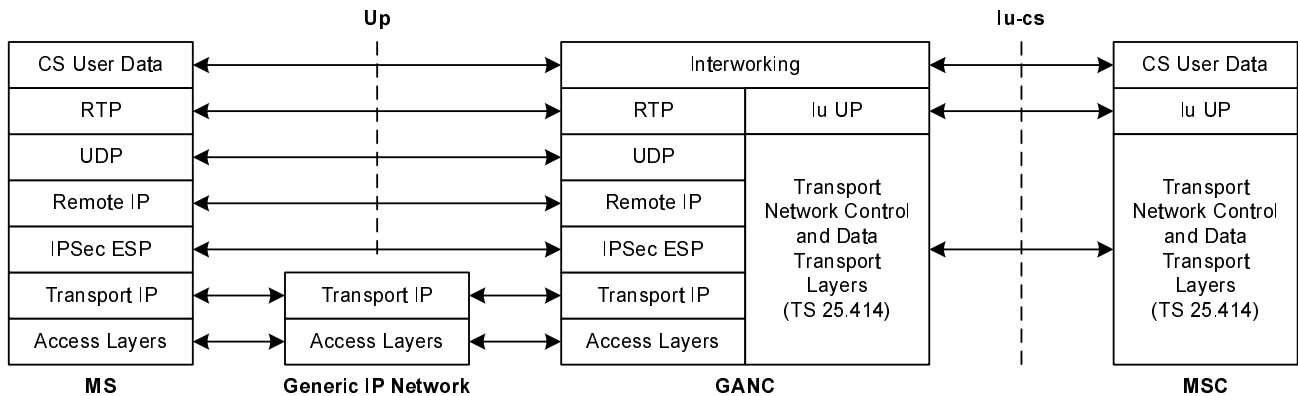 Up
Iu-cs
CS User Data
Interworking
CS User Data
RTP
RTP
Iu UP
Iu UP
UDP
UDP
Transport
Network Control
and Data
Transport
Layers
(TS 25.414)
Transport
Network Control
and Data
Transport
Layers
(TS 25.414)
Remote IP
Remote IP
IPSec ESP
IPSec ESP
Transport IP
Transport IP
Transport IP
Access Layers
Access Layers
Access Layers
MS
Generic IP Network
GANC
MSC